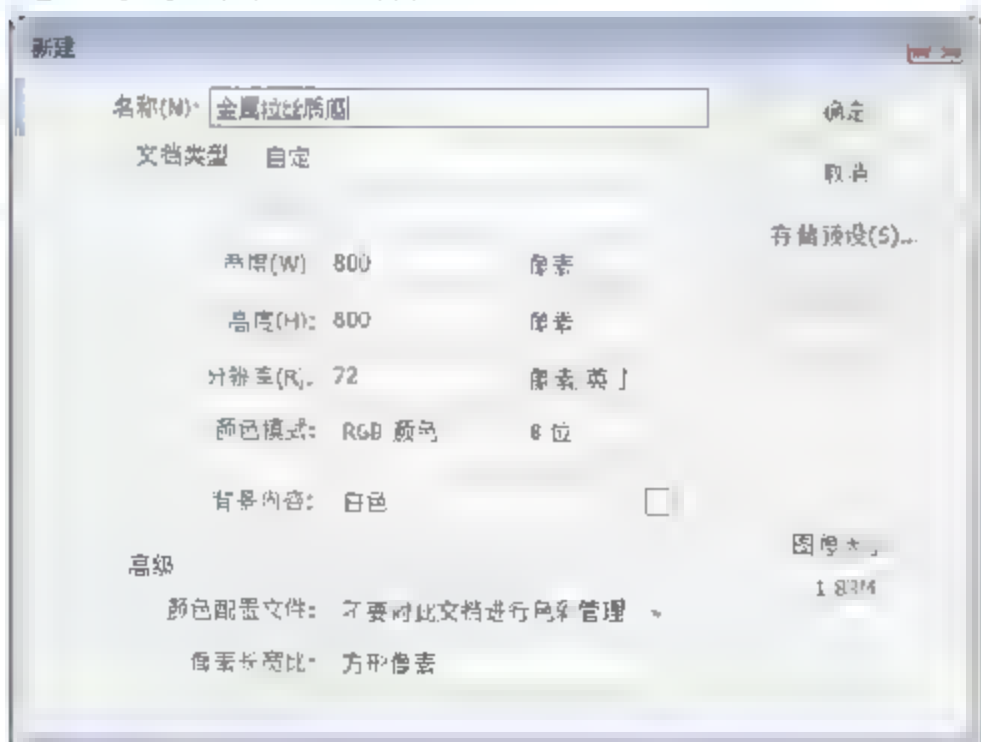 新建
名称(N): 金属拉丝质感
确定
文档类型 自定
取消
存储预设(S)...
宽度(W) 800 像素
高度(H): 800 像素
分辨率(R): 72 像素/英寸
颜色模式: RGB 颜色 8 位
背景内容: 白色
图像大小
高级
1.83M
颜色配置文件: 不要对此文档进行色彩管理
像素长宽比: 方形像素